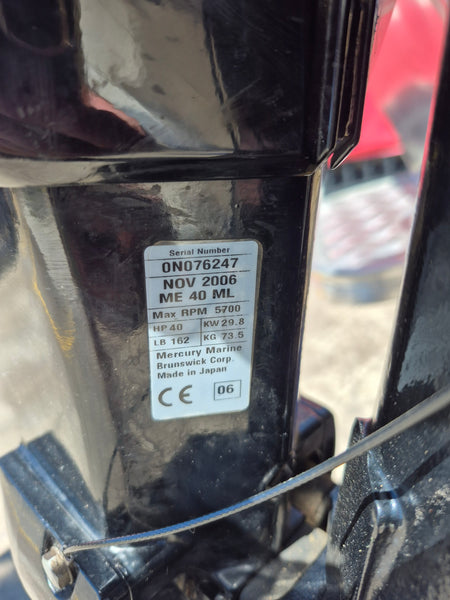 Serial Number
0N076247
NOV 2006
ME 40 ML
Max RPM 5700
HP 40 KW 29.8
LB 162 KG 73.5
Mercury Marine
Brunswick Corp.
Made in Japan
CE 06